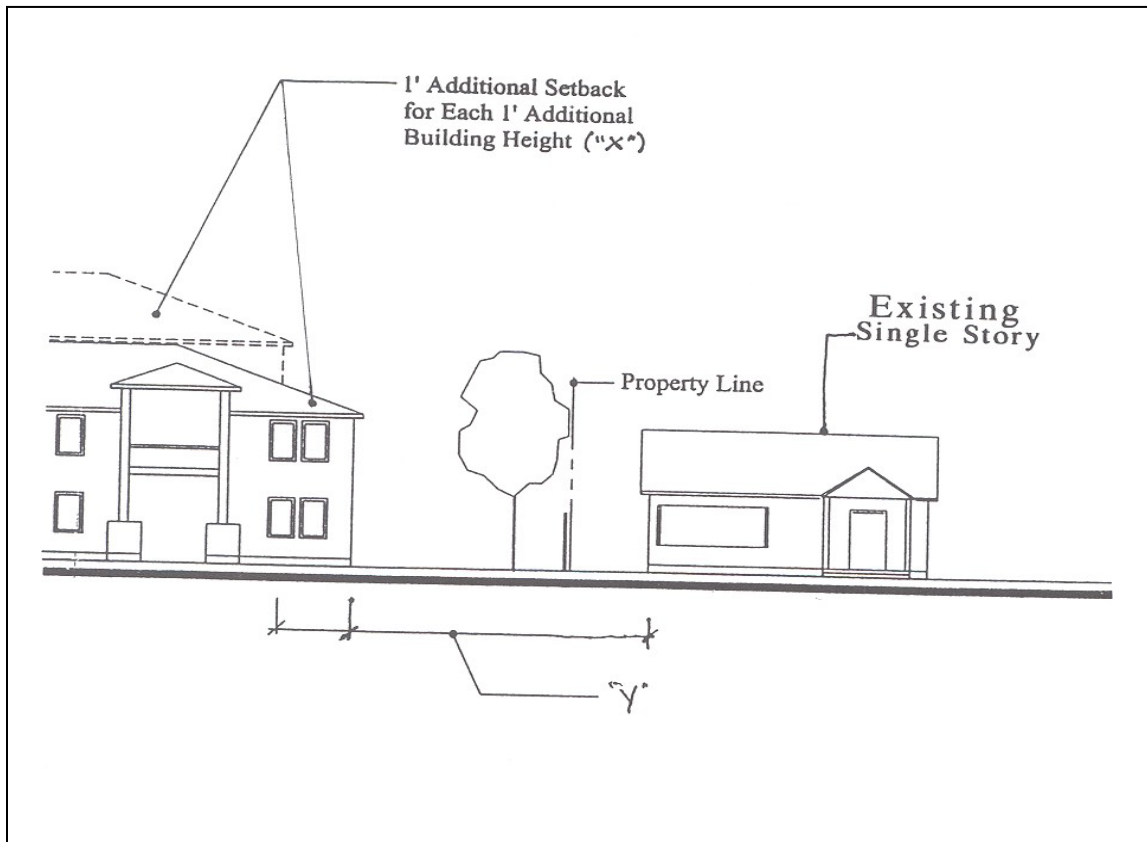 1' Additional Setback
for Each 1' Additional
Building Height ("X")
Existing
Single Story
Property Line
"Y"